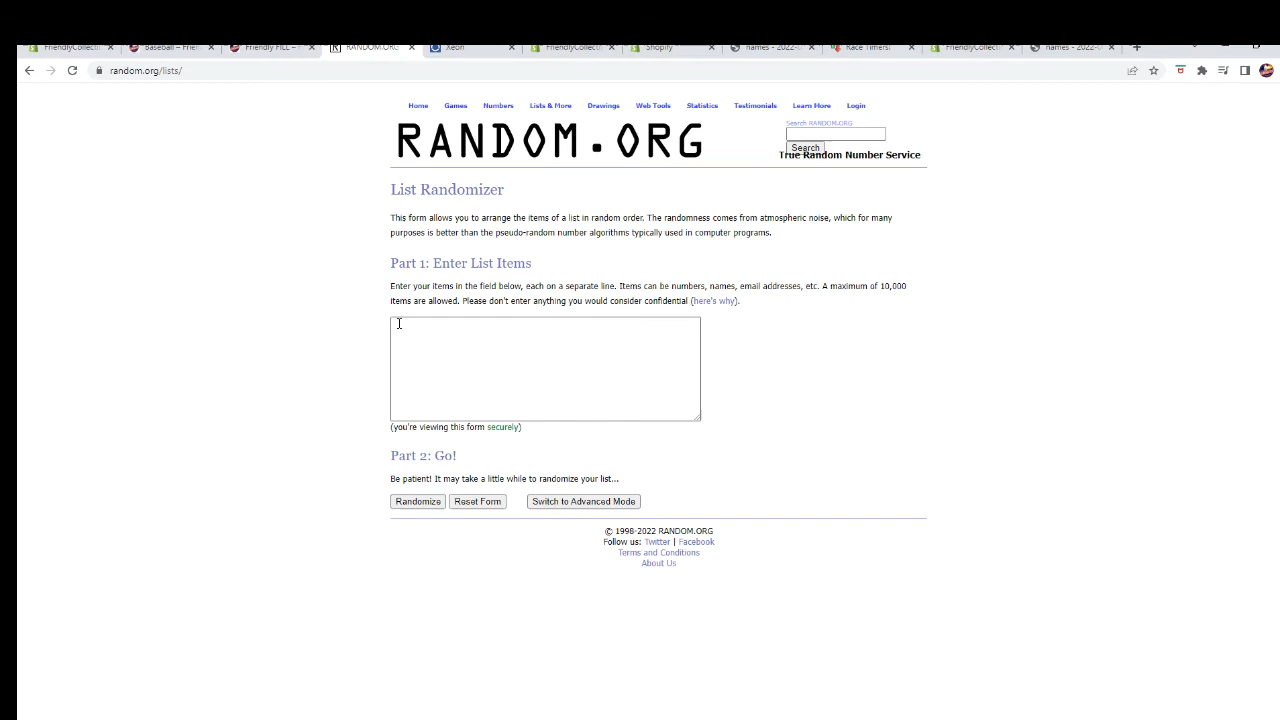 FriendlyCollecti
Baseball – Frien
Friendly FILL –
RANDOM.ORG
Xeon
FriendlyCollect
Shopify
names - 2022-0
Race Timers!
FriendlyCollect
names - 2022-0
random.org/lists/
Home Games Numbers Lists & More Drawings Web Tools Statistics Testimonials Learn More Login
RANDOM.ORG
Search RANDOM.ORG
Search
True Random Number Service
List Randomizer
This form allows you to arrange the items of a list in random order. The randomness comes from atmospheric noise, which for many
purposes is better than the pseudo-random number algorithms typically used in computer programs.
Part 1: Enter List Items
Enter your items in the field below, each on a separate line. Items can be numbers, names, email addresses, etc. A maximum of 10,000
items are allowed. Please don't enter anything you would consider confidential (here's why).
(you're viewing this form securely)
Part 2: Go!
Be patient! It may take a little while to randomize your list...
Randomize Reset Form Switch to Advanced Mode
© 1998-2022 RANDOM.ORG
Follow us: Twitter | Facebook
Terms and Conditions
About Us